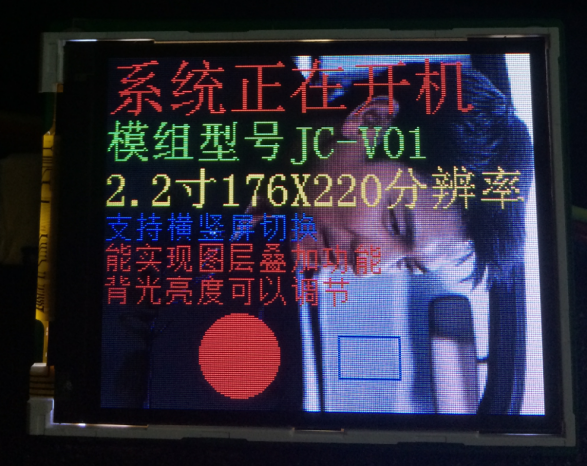 系统正在开机
模组型号JC-V01
2.2寸176X220分辨率
支持横竖屏切换
能实现图层叠加功能
背光亮度可以调节